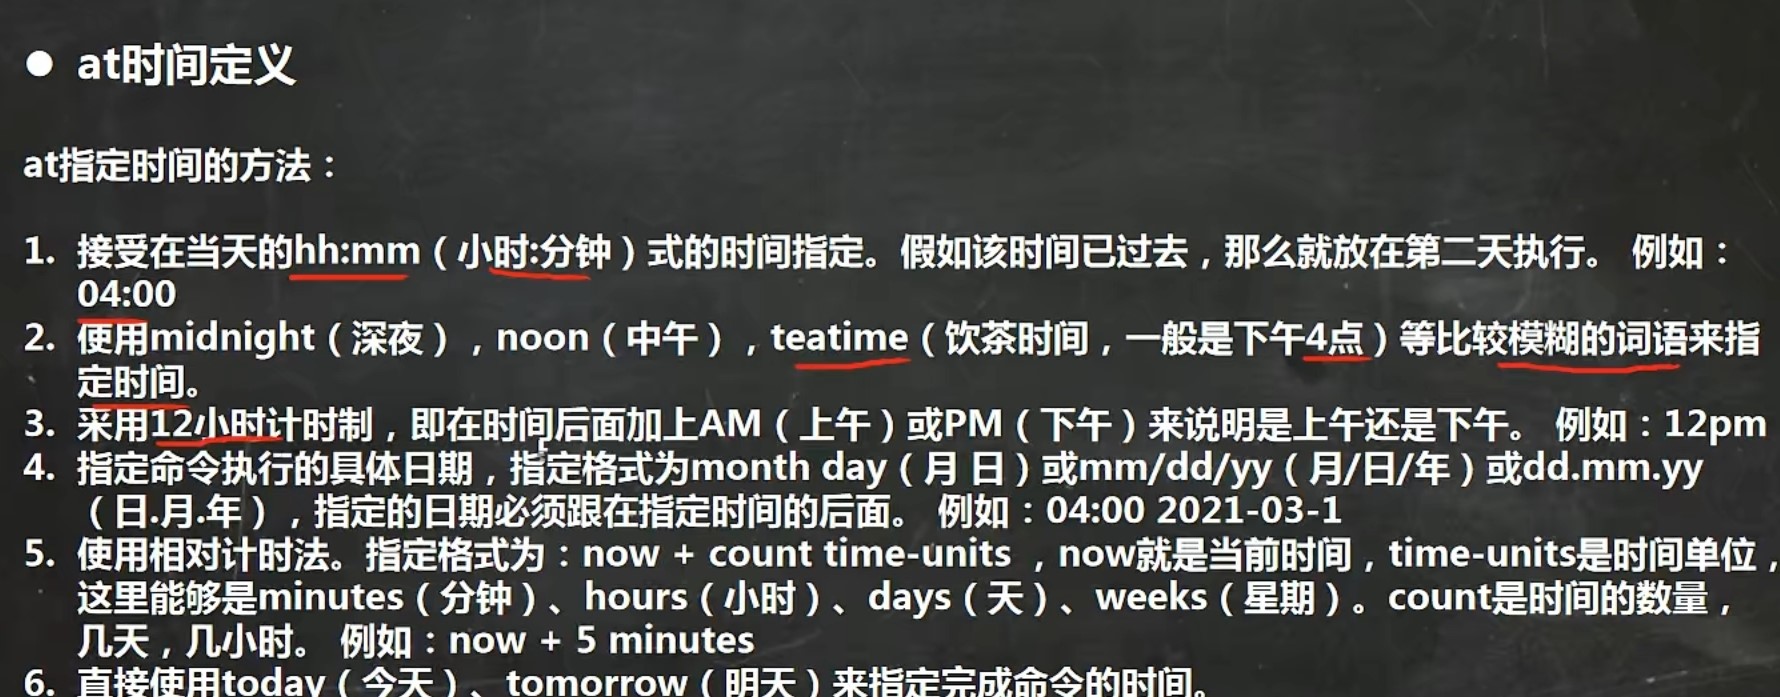 ● at时间定义
at指定时间的方法：
1. 接受在当天的hh:mm（小时:分钟）式的时间指定。假如该时间已过去，那么就放在第二天执行。 例如：
04:00
2. 使用midnight（深夜），noon（中午），teatime（饮茶时间，一般是下午4点）等比较模糊的词语来指
定时间。
3. 采用12小时计时制，即在时间后面加上AM（上午）或PM（下午）来说明是上午还是下午。 例如：12pm
4. 指定命令执行的具体日期，指定格式为month day（月 日）或mm/dd/yy（月/日/年）或dd.mm.yy
（日.月.年），指定的日期必须跟在指定时间的后面。 例如：04:00 2021-03-1
5. 使用相对计时法。指定格式为：now + count time-units ，now就是当前时间，time-units是时间单位，
这里能够是minutes（分钟）、hours（小时）、days（天）、weeks（星期）。count是时间的数量，
几天，几小时。 例如：now + 5 minutes
6. 直接使用today（今天）、tomorrow（明天）来指定完成命令的时间。